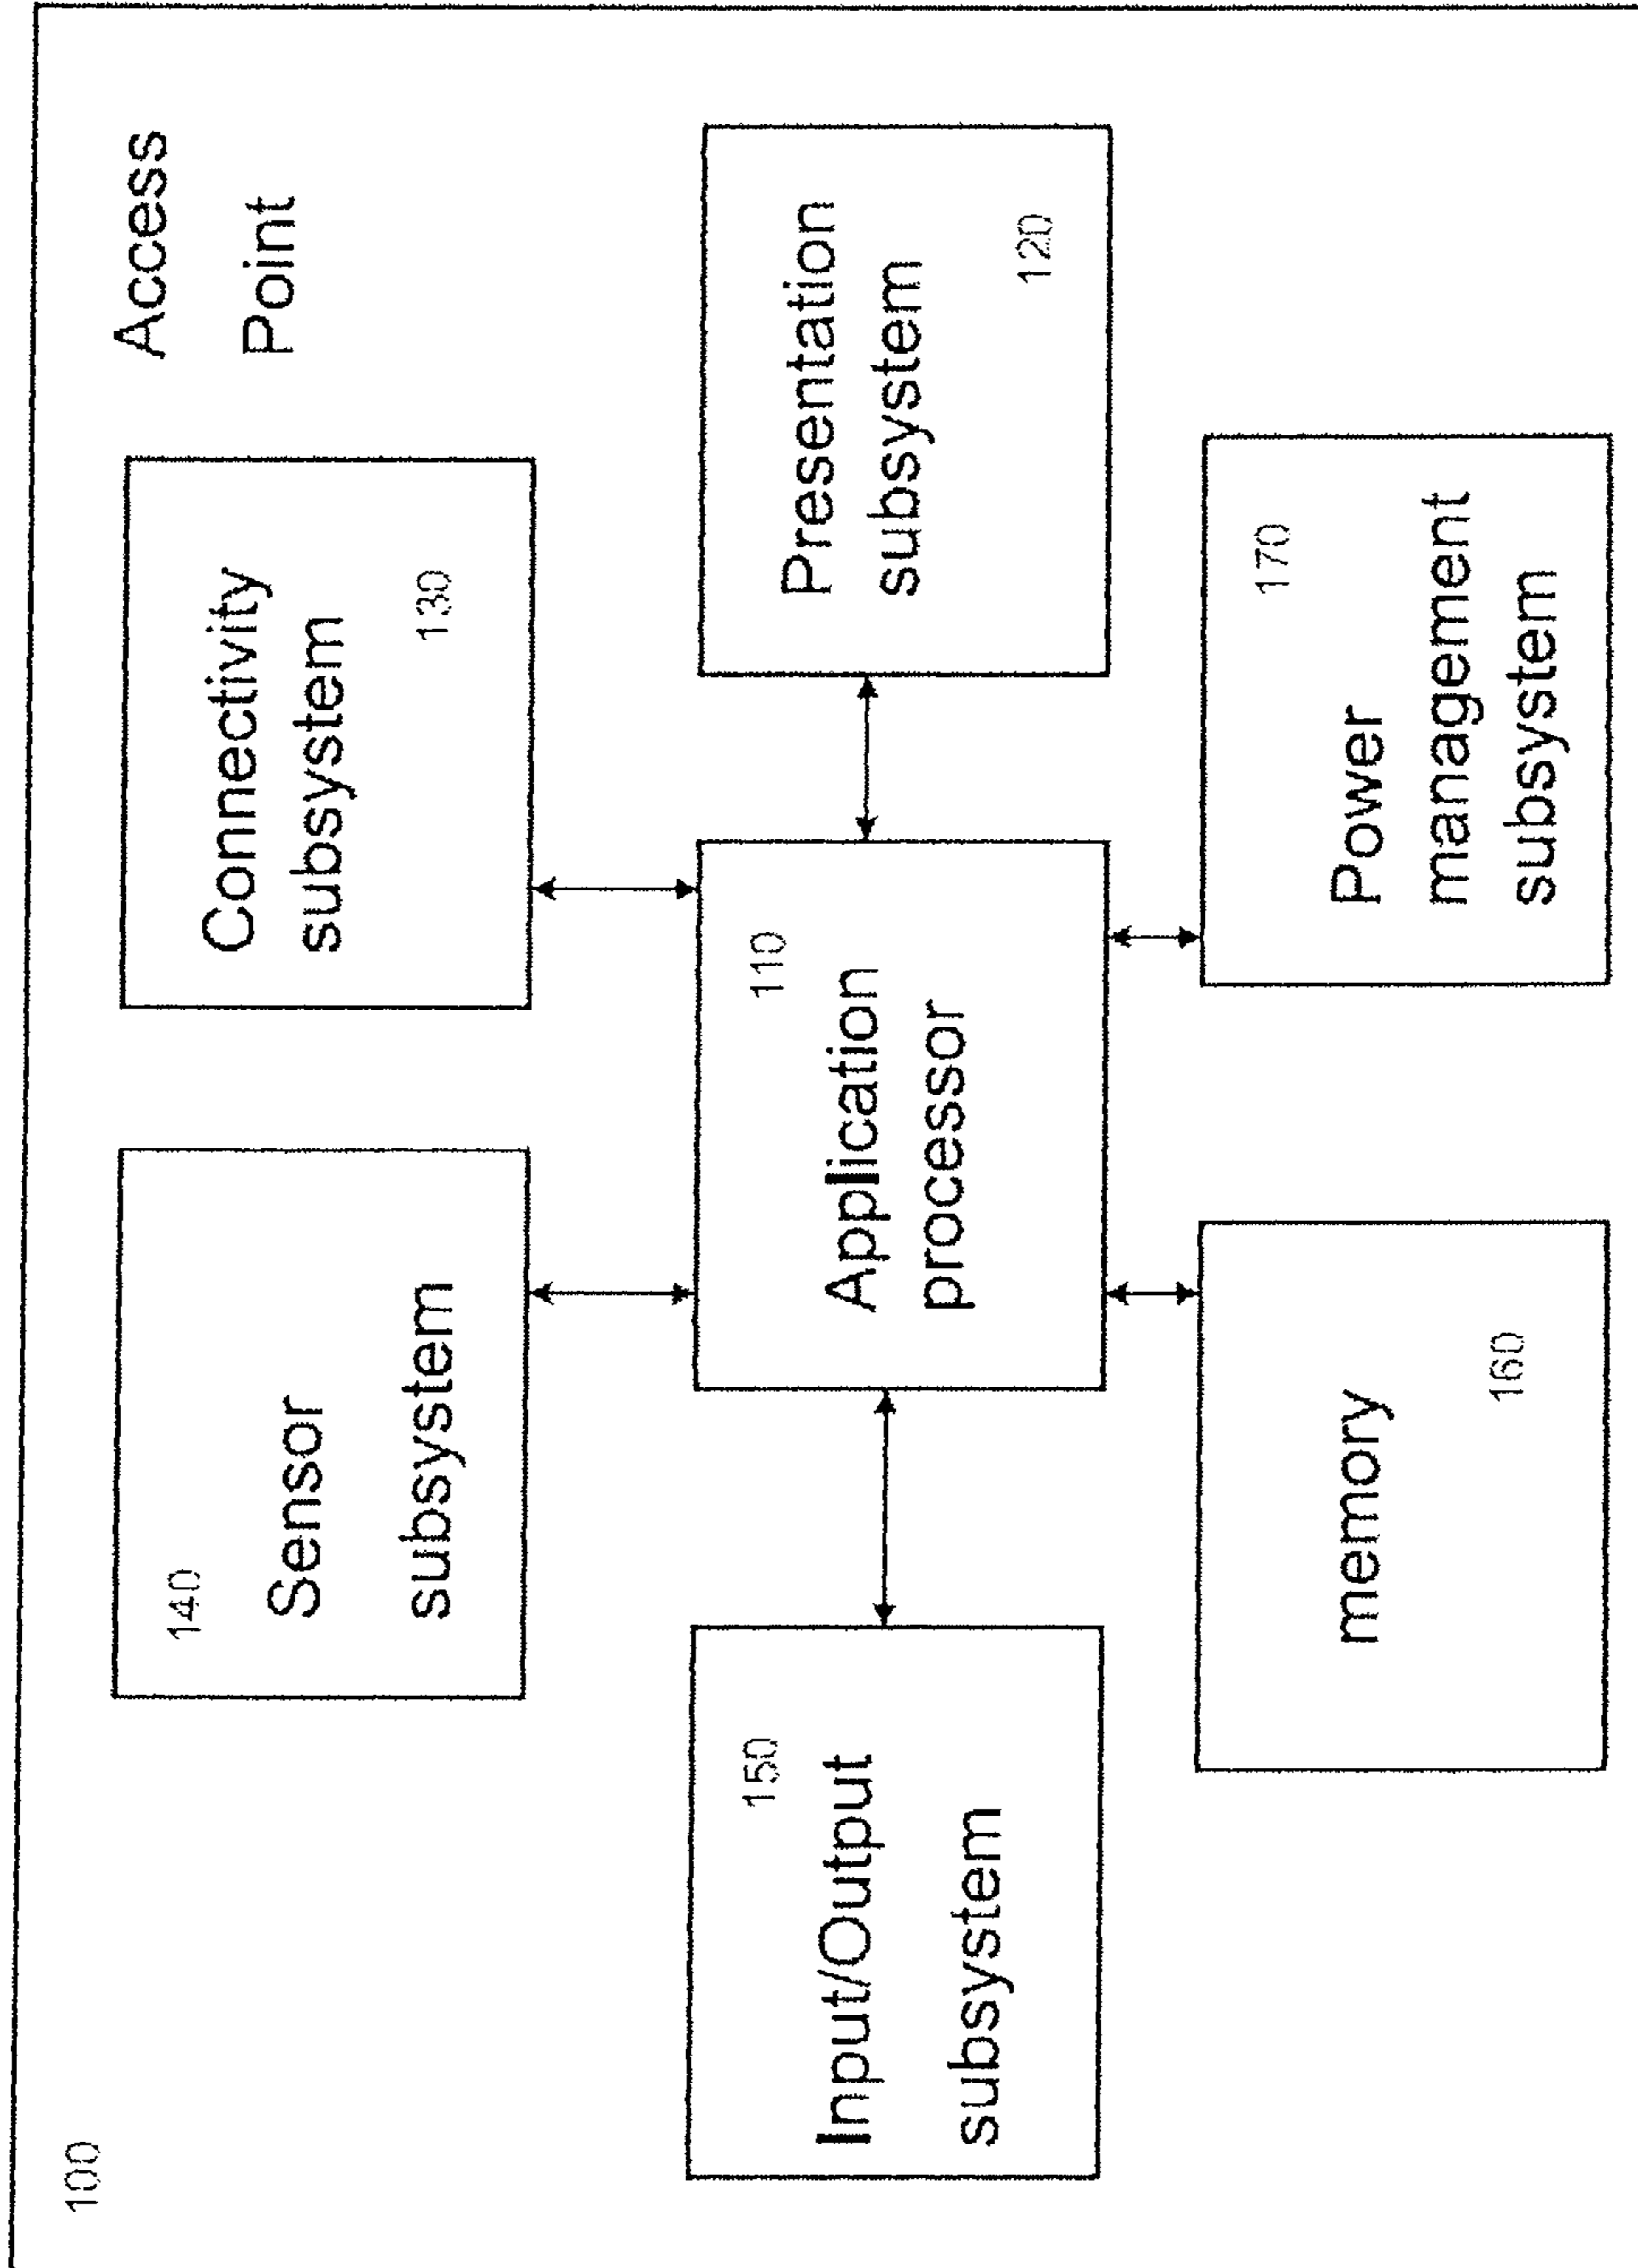 100
Access
Point
140
Sensor
subsystem
Connectivity
subsystem
130
150
Input/Output
subsystem
110
Application
processor
Presentation
subsystem
120
memory
160
170
Power
management
subsystem